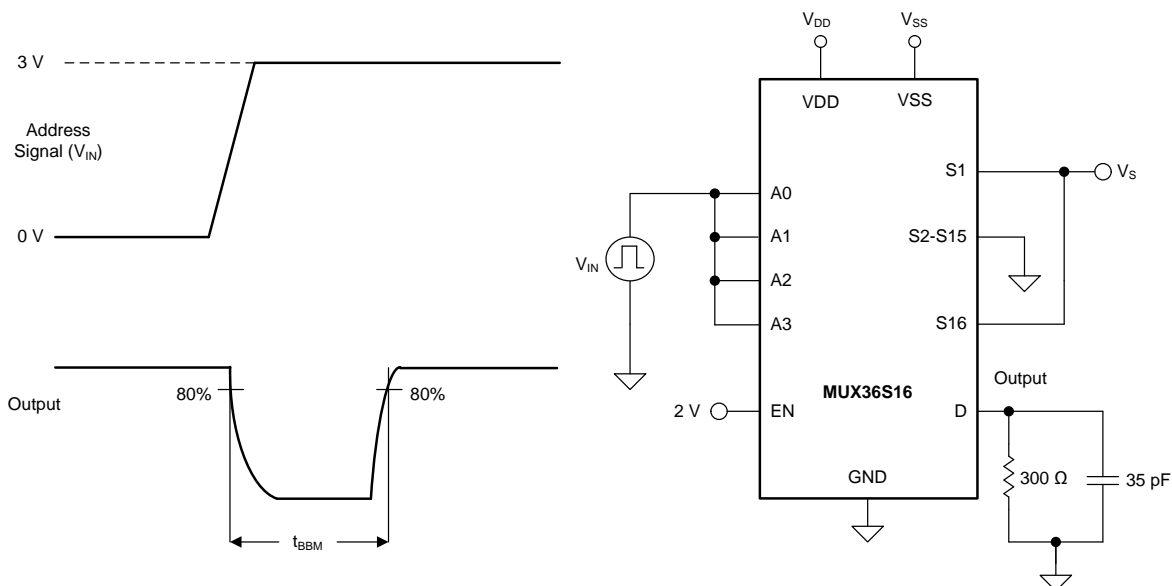 3 V
Address
Signal (VIN)
0 V
80%
80%
Output
tBBM
VDD
VSS
VDD
VSS
S1
VS
A0
A1
S2-S15
VIN
A2
A3
S16
Output
MUX36S16
2 V
EN
D
300 Ω
35 pF
GND